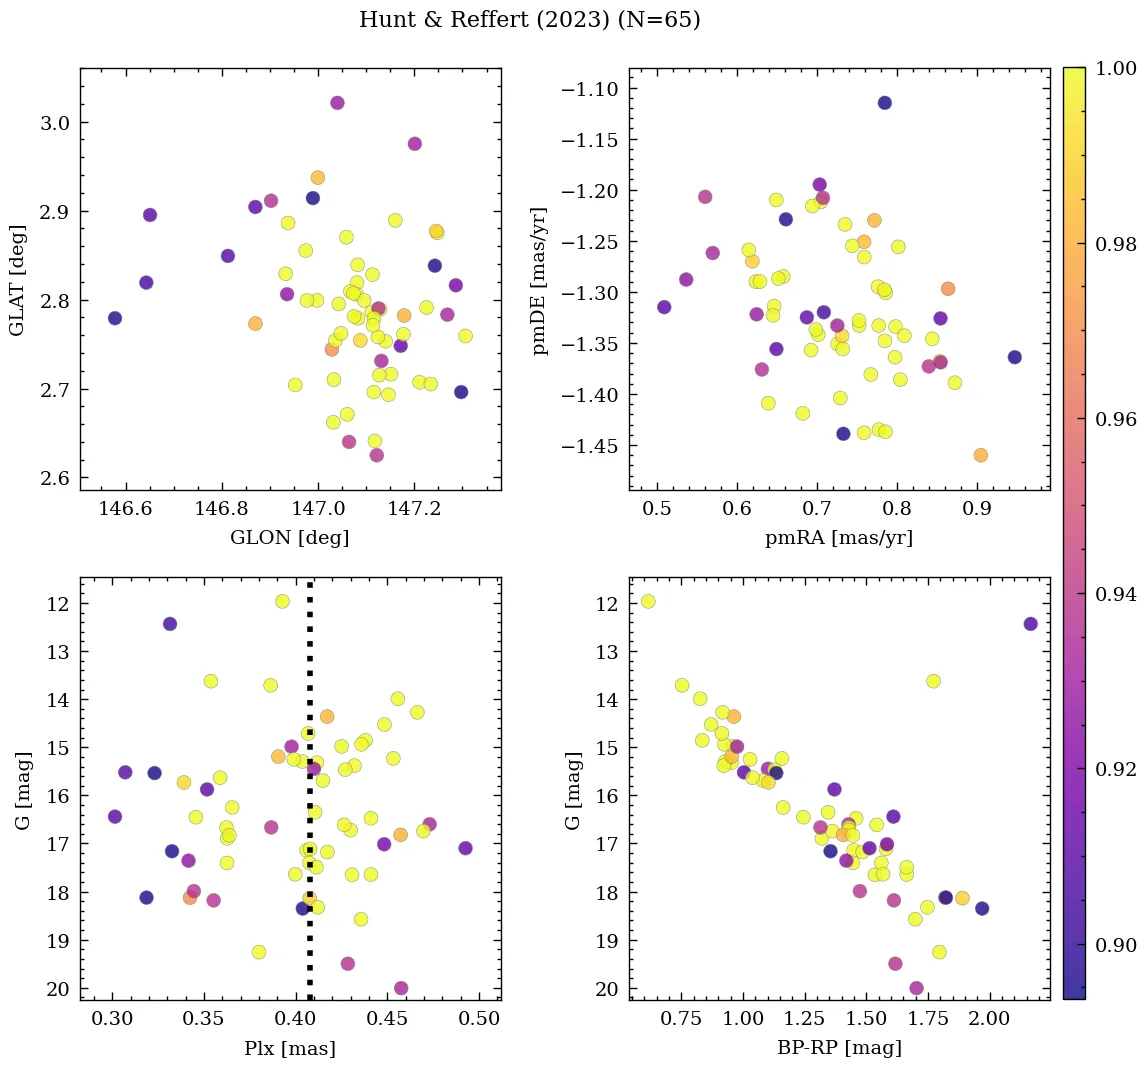 Hunt & Reffert (2023) (N=65)
3.0
2.9
2.8
2.7
2.6
GLAT [deg]
146.6 146.8 147.0 147.2
GLON [deg]
−1.10
−1.15
−1.20
−1.25
−1.30
−1.35
−1.40
−1.45
pmDE [mas/yr]
0.5 0.6 0.7 0.8 0.9
pmRA [mas/yr]
1.00
0.98
0.96
0.94
0.92
0.90
12
13
14
15
16
17
18
19
20
G [mag]
0.30 0.35 0.40 0.45 0.50
Plx [mas]
12
13
14
15
16
17
18
19
20
G [mag]
0.75 1.00 1.25 1.50 1.75 2.00
BP-RP [mag]